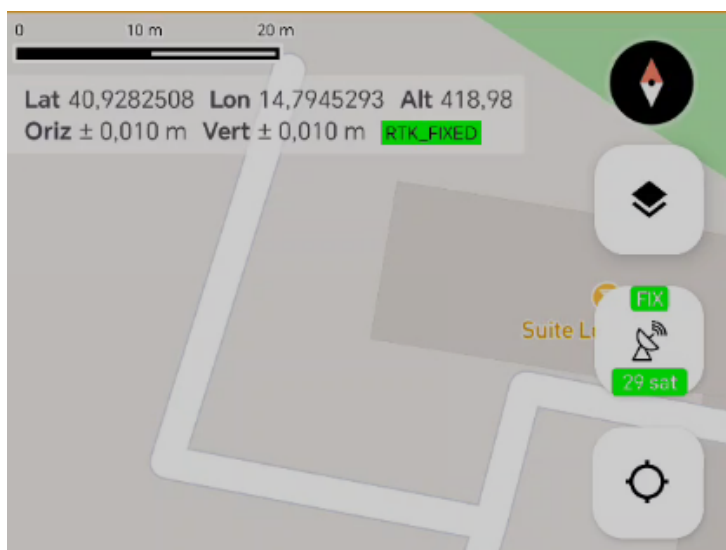 0 10 m 20 m
Lat 40,9282508 Lon 14,7945293 Alt 418,98
Oriz ± 0,010 m Vert ± 0,010 m RTK_FIXED
FIX
Suite
29 sat